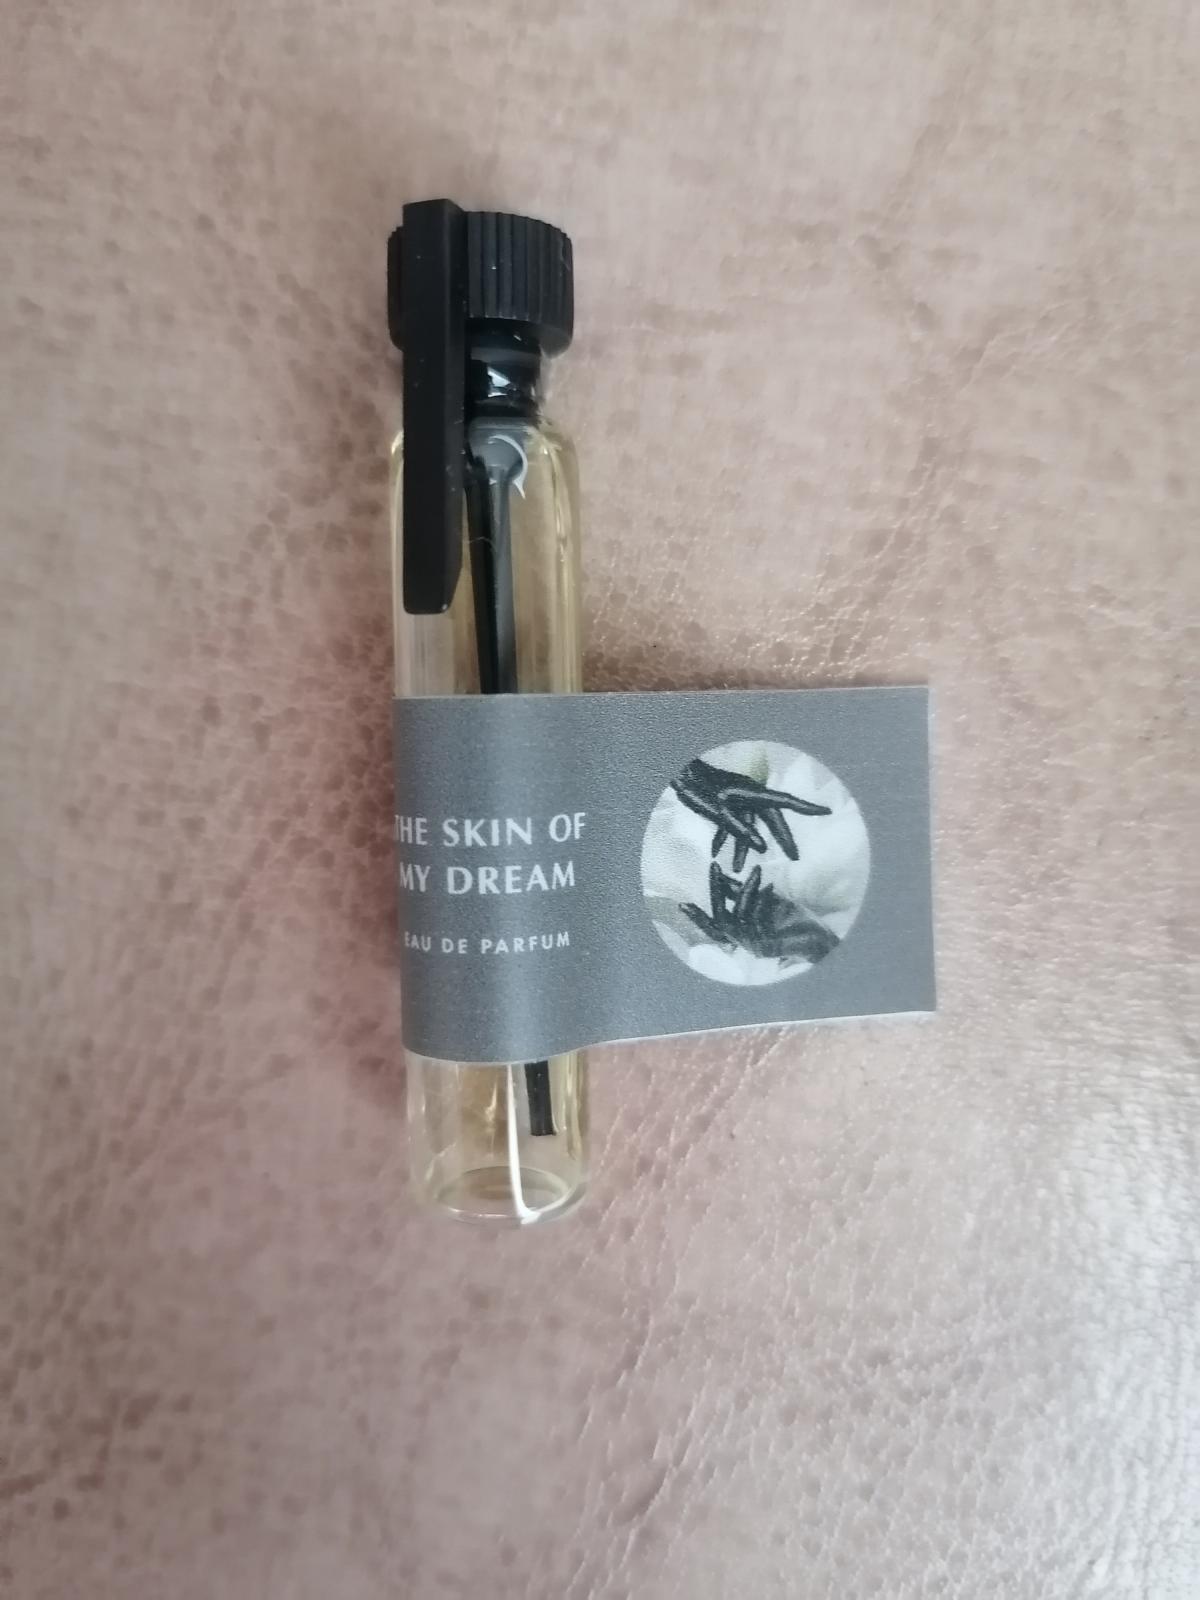 THE SKIN OF
MY DREAM
EAU DE PARFUM